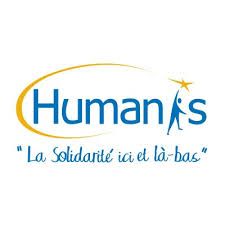 Humanis
"La Solidarité ici et là-bas"